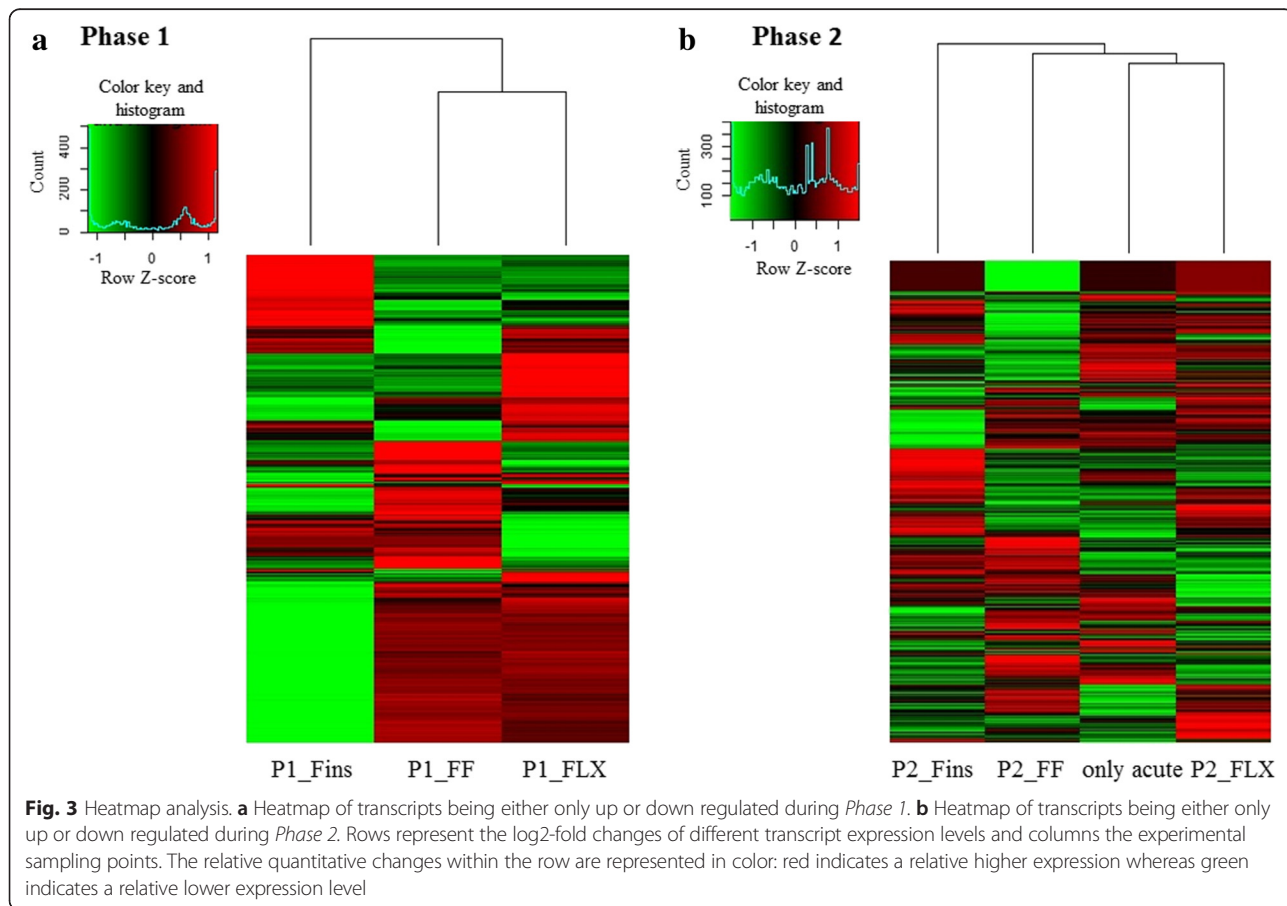 a Phase 1
Color key and
histogram
Count
0 200 400
-1 0 1
Row Z-score
P1_Fins P1_FF P1_FLX
b Phase 2
Color key and
histogram
Count
100 300
-1 0 1
Row Z-score
P2_Fins P2_FF only acute P2_FLX
Fig. 3 Heatmap analysis. a Heatmap of transcripts being either only up or down regulated during Phase 1. b Heatmap of transcripts being either only
up or down regulated during Phase 2. Rows represent the log2-fold changes of different transcript expression levels and columns the experimental
sampling points. The relative quantitative changes within the row are represented in color: red indicates a relative higher expression whereas green
indicates a relative lower expression level